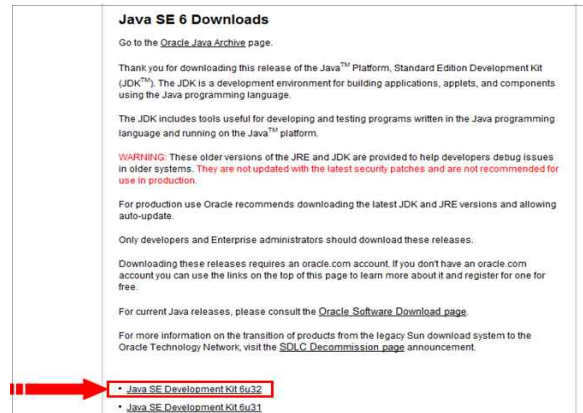 Java SE 6 Downloads
Go to the Oracle Java Archive page.
Thank you for downloading this release of the Java™ Platform, Standard Edition Development Kit
(JDK™). The JDK is a development environment for building applications, applets, and components
using the Java programming language.
The JDK includes tools useful for developing and testing programs written in the Java programming
language and running on the Java™ platform.
WARNING: These older versions of the JRE and JDK are provided to help developers debug issues
in older systems. They are not updated with the latest security patches and are not recommended for
use in production.
For production use Oracle recommends downloading the latest JDK and JRE versions and allowing
auto-update.
Only developers and Enterprise administrators should download these releases.
Downloading these releases requires an oracle.com account. If you don't have an oracle.com
account you can use the links on the top of this page to learn more about it and register for one for
free.
For current Java releases, please consult the Oracle Software Download page.
For more information on the transition of products from the legacy Sun download system to the
Oracle Technology Network, visit the SDLC Decommission page announcement.
• Java SE Development Kit 6u32
• Java SE Development Kit 6u31